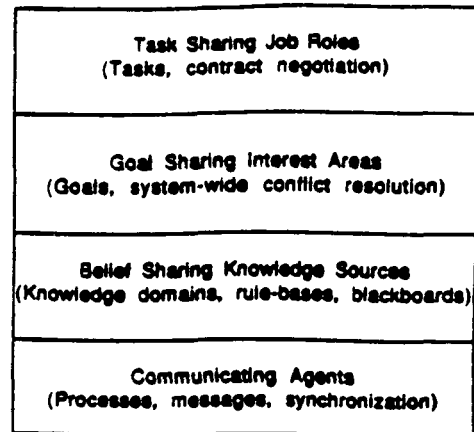 Task Sharing Job Roles
(Tasks, contract negotiation)
Goal Sharing Interest Areas
(Goals, system-wide conflict resolution)
Belief Sharing Knowledge Sources
(Knowledge domains, rule-bases, blackboards)
Communicating Agents
(Processes, messages, synchronization)